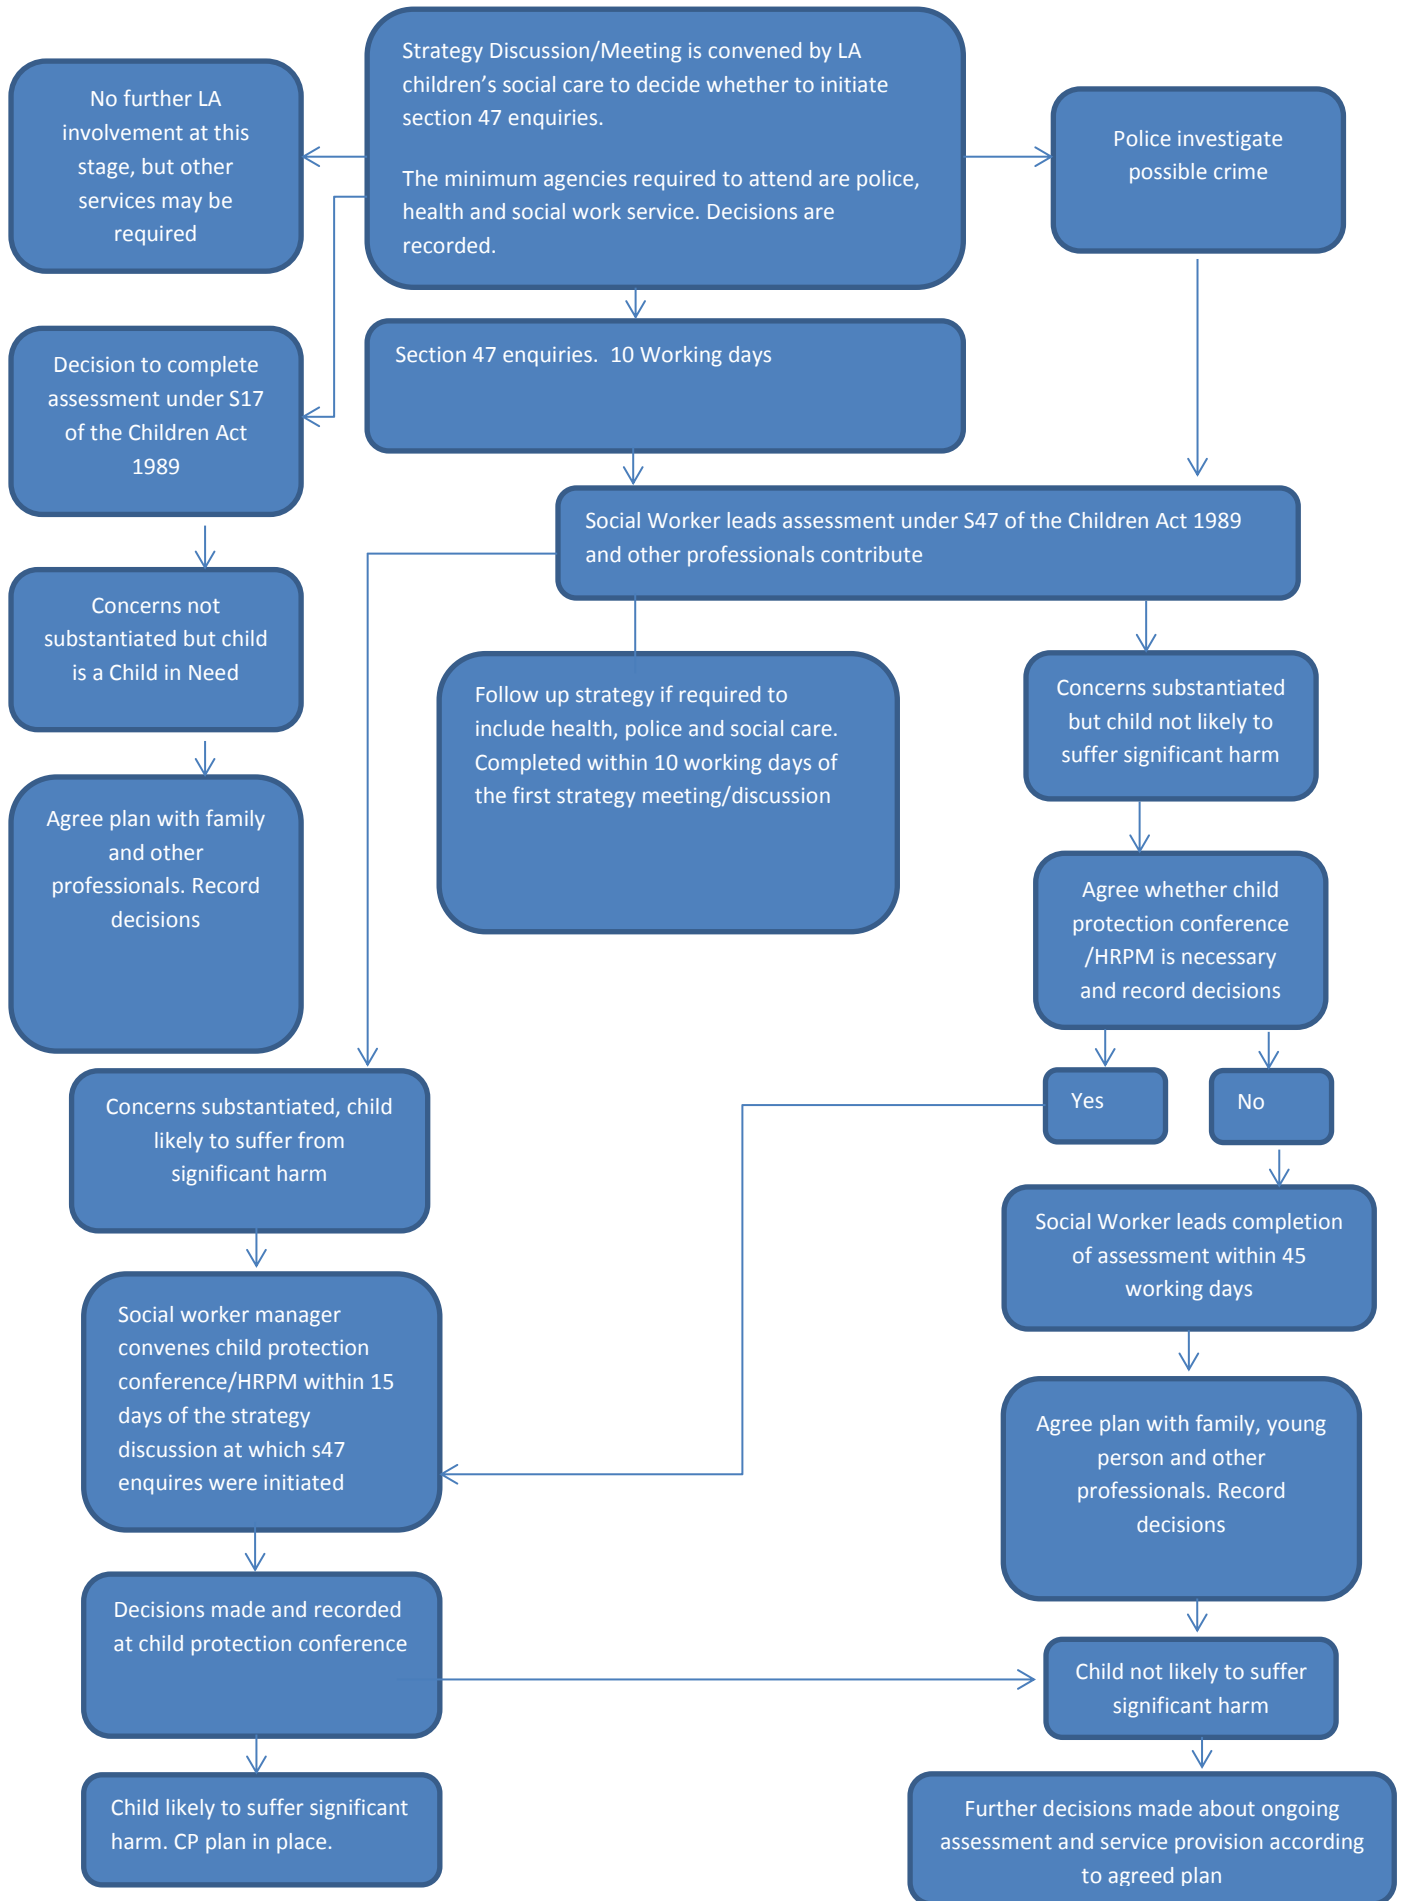 Strategy Discussion/Meeting is convened by LA
children’s social care to decide whether to initiate
section 47 enquiries.
The minimum agencies required to attend are police,
health and social work service. Decisions are
recorded.
No further LA
involvement at this
stage, but other
services may be
required
Police investigate
possible crime
Section 47 enquiries.  10 Working days
Decision to complete
assessment under S17
of the Children Act
1989
Social Worker leads assessment under S47 of the Children Act 1989
and other professionals contribute
Concerns not
substantiated but child
is a Child in Need
Follow up strategy if required to
include health, police and social care.
Completed within 10 working days of
the first strategy meeting/discussion
Concerns substantiated
but child not likely to
suffer significant harm
Agree plan with family
and other
professionals. Record
decisions
Agree whether child
protection conference
/HRPM is necessary
and record decisions
Yes
No
Concerns substantiated, child
likely to suffer from
significant harm
Social Worker leads completion
of assessment within 45
working days
Social worker manager
convenes child protection
conference/HRPM within 15
days of the strategy
discussion at which s47
enquires were initiated
Agree plan with family, young
person and other
professionals. Record
decisions
Decisions made and recorded
at child protection conference
Child not likely to suffer
significant harm
Child likely to suffer significant
harm. CP plan in place.
Further decisions made about ongoing
assessment and service provision according
to agreed plan